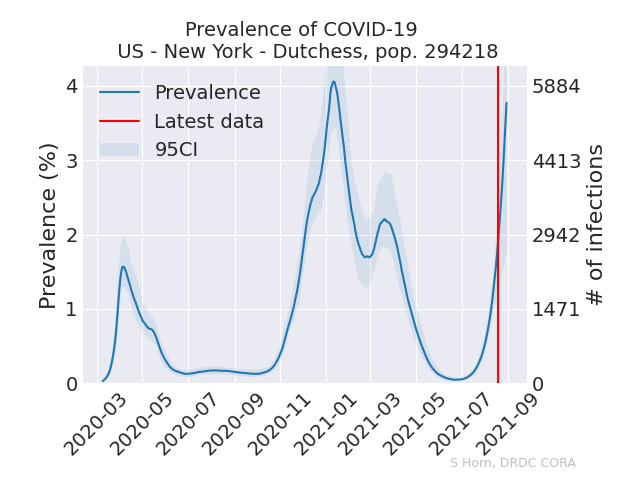 Prevalence of COVID-19
US - New York - Dutchess, pop. 294218
Prevalence
Latest data
95CI
Prevalence (%)
4
3
2
1
0
5884
4413
2942
1471
0
# of infections
2020-03
2020-05
2020-07
2020-09
2020-11
2021-01
2021-03
2021-05
2021-07
2021-09
S Horn, DRDC CORA